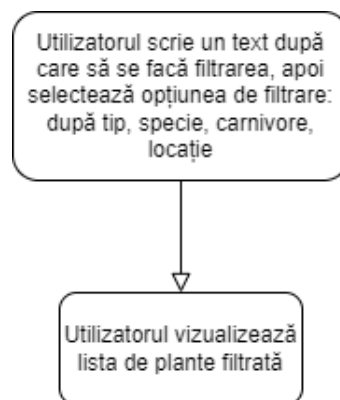 Utilizatorul scrie un text după
care să se facă filtrarea, apoi
selectează opțiunea de filtrare:
după tip, specie, carnivore,
locație
Utilizatorul vizualizează
lista de plante filtrată